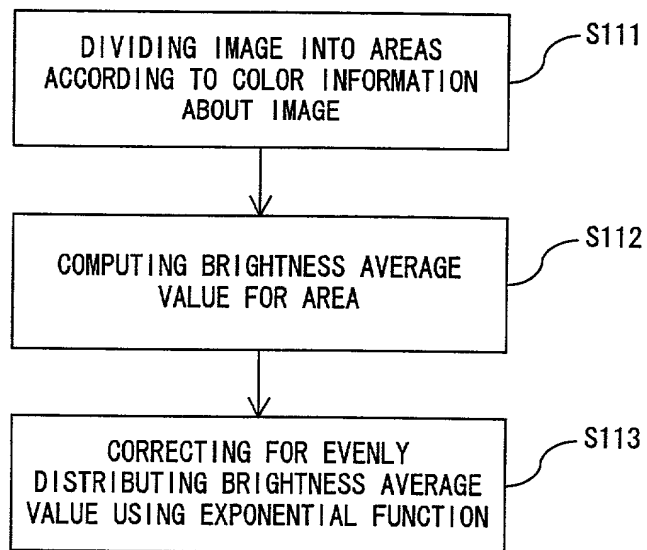 DIVIDING IMAGE INTO AREAS
ACCORDING TO COLOR INFORMATION
ABOUT IMAGE
S111
COMPUTING BRIGHTNESS AVERAGE
VALUE FOR AREA
S112
CORRECTING FOR EVENLY
DISTRIBUTING BRIGHTNESS AVERAGE
VALUE USING EXPONENTIAL FUNCTION
S113